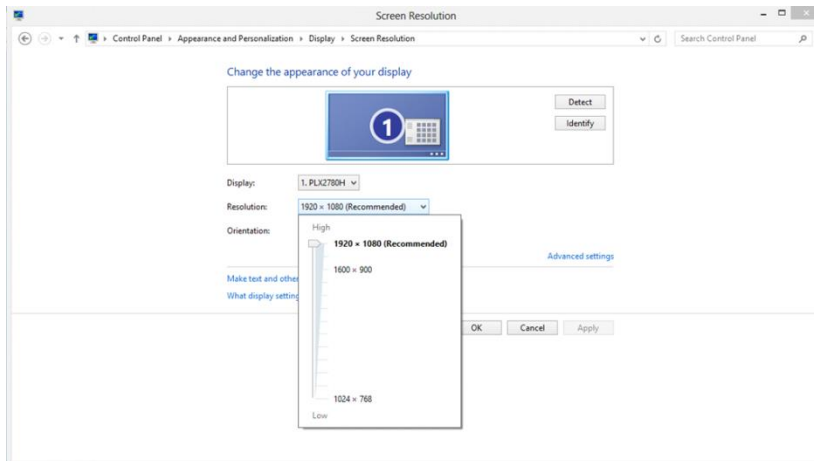 Screen Resolution
Control Panel › Appearance and Personalization › Display › Screen Resolution
Search Control Panel
Change the appearance of your display
1
Detect
Identify
Display: 1. PLX2780H
Resolution: 1920 × 1080 (Recommended)
Orientation:
High
1920 × 1080 (Recommended)
1600 × 900
1024 × 768
Low
Advanced settings
Make text and other
What display setting
OK Cancel Apply